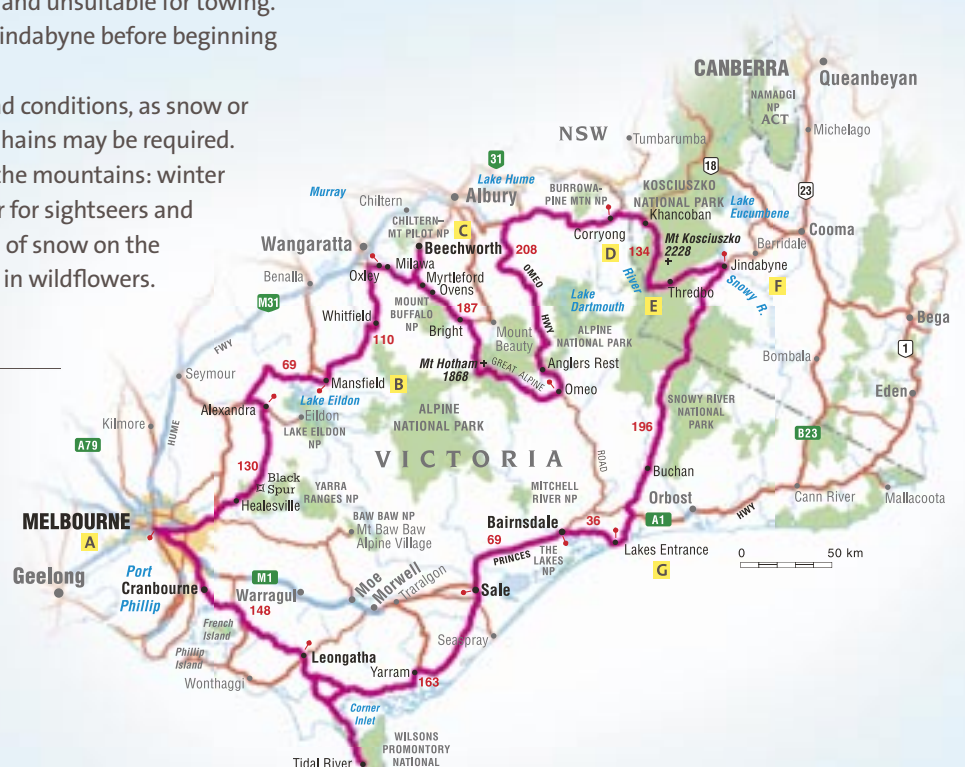 and unsuitable for towing.
indabyne before beginning
nd conditions, as snow or
hains may be required.
the mountains: winter
r for sightseers and
of snow on the
in wildflowers.
CANBERRA
Queanbeyan
NAMADGI
NP
ACT
Michelago
NSW
Tumbarumba
18
31
Lake Hume
Murray
Albury
Chiltern
BURROWA-
PINE MTN NP
KOSCIUSZKO
NATIONAL PARK
Lake
Eucumbene
23
Cooma
Khancoban
CHILTERN-
MT PILOT NP
C
Wangaratta
Beechworth
208
Corryong
D
134
Mt Kosciuszko
2228
Berridale
Jindabyne
Oxley
Milawa
Myrtleford
Ovens
OMEO
HWY
River
Thredbo
Snowy R.
F
E
Benalla
M31
Whitfield
MOUNT
BUFFALO
NP
187
Bright
Mount
Beauty
Lake
Dartmouth
ALPINE
NATIONAL PARK
Bega
1
110
FWY
Mt Hotham
1868
GREAT ALPINE
Anglers Rest
Omeo
Bombala
69
Seymour
Mansfield
B
Lake Eildon
Eildon
LAKE EILDON
NP
Alexandra
ALPINE
NATIONAL PARK
SNOWY RIVER
NATIONAL
PARK
Eden
Kilmore
HUME
A79
196
B23
VICTORIA
ROAD
130
Black
Spur
Healesville
YARRA
RANGES NP
MITCHELL
RIVER NP
Buchan
Orbost
Cann River
Mallacoota
MELBOURNE
A
BAW BAW NP
Mt Baw Baw
Alpine Village
Bairnsdale
36
A1
HWY
69
PRINCES
THE
LAKES
NP
Lakes Entrance
G
0
50 km
Geelong
Port
Phillip
Cranbourne
M1
Warragul
Moe
Morwell
Traralgon
Sale
148
French
Island
Phillip
Island
Seaspray
Leongatha
Wonthaggi
Yarram
163
Corner
Inlet
WILSONS
PROMONTORY
NATIONAL
Tidal River